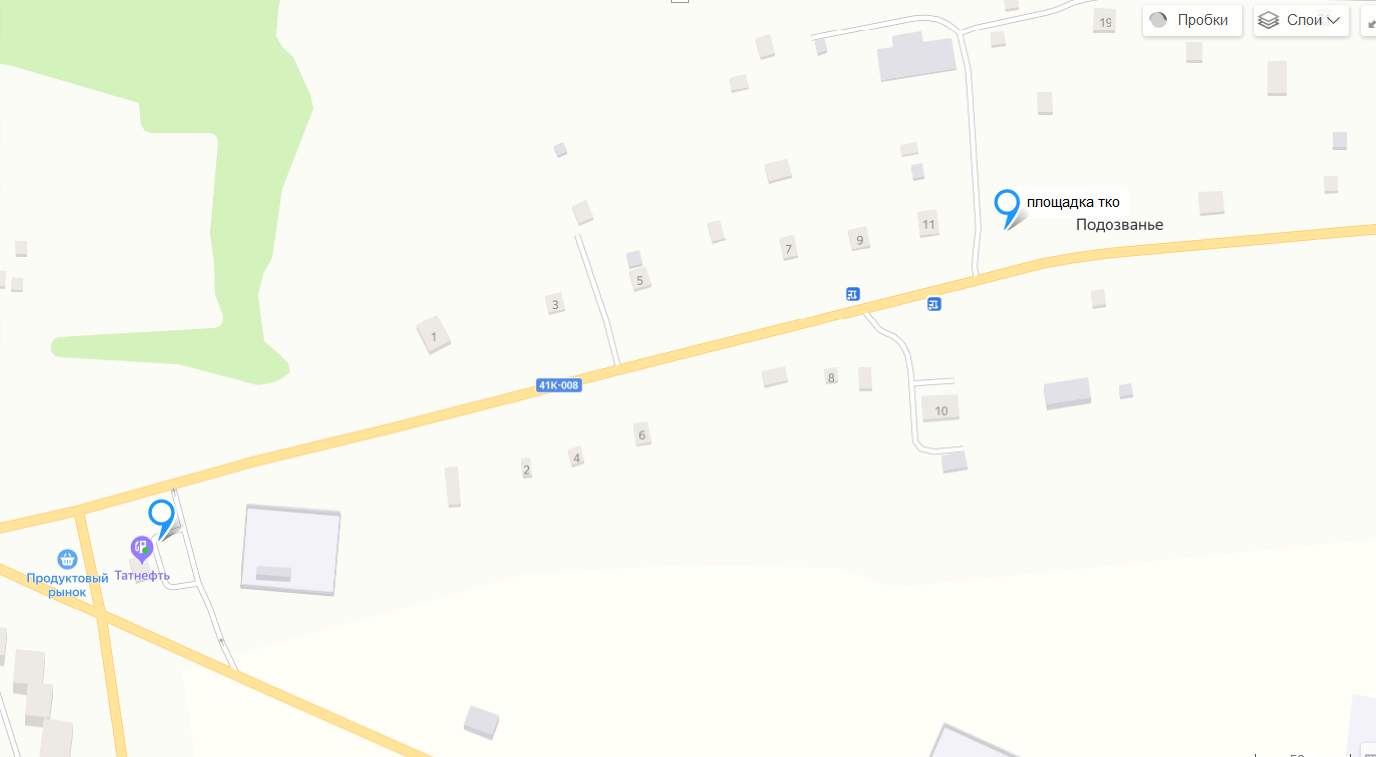 19
Пробки
Слои
площадка тко
Подозванье
11
9
7
5
3
1
41К-008
8
10
6
4
2
Татнефть
Продуктовый
рынок